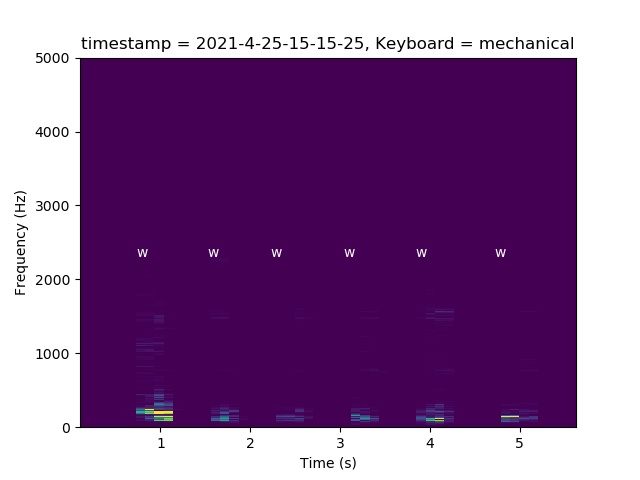 timestamp = 2021-4-25-15-15-25, Keyboard = mechanical
5000
4000
3000
2000
1000
0
Frequency (Hz)
w w w w w w
1 2 3 4 5
Time (s)